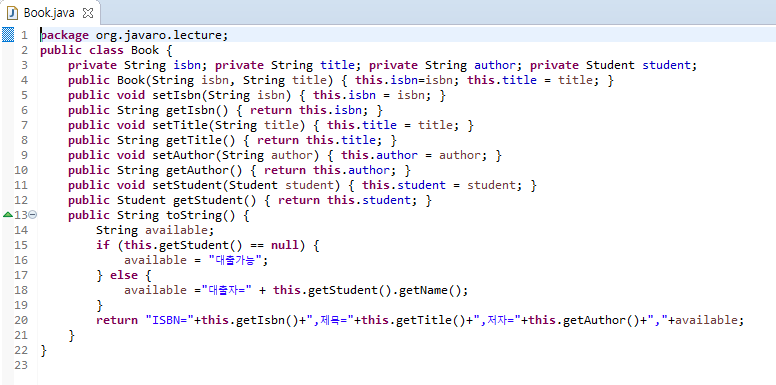 Book.java
1 package org.javaro.lecture;
2 public class Book {
3     private String isbn; private String title; private String author; private Student student;
4     public Book(String isbn, String title) { this.isbn=isbn; this.title = title; }
5     public void setIsbn(String isbn) { this.isbn = isbn; }
6     public String getIsbn() { return this.isbn; }
7     public void setTitle(String title) { this.title = title; }
8     public String getTitle() { return this.title; }
9     public void setAuthor(String author) { this.author = author; }
10     public String getAuthor() { return this.author; }
11     public void setStudent(Student student) { this.student = student; }
12     public Student getStudent() { return this.student; }
13     public String toString() {
14         String available;
15         if (this.getStudent() == null) {
16             available = "대출가능";
17         } else {
18             available ="대출자=" + this.getStudent().getName();
19         }
20         return "ISBN="+this.getIsbn()+",제목="+this.getTitle()+",저자="+this.getAuthor()+","+available;
21     }
22 }
23